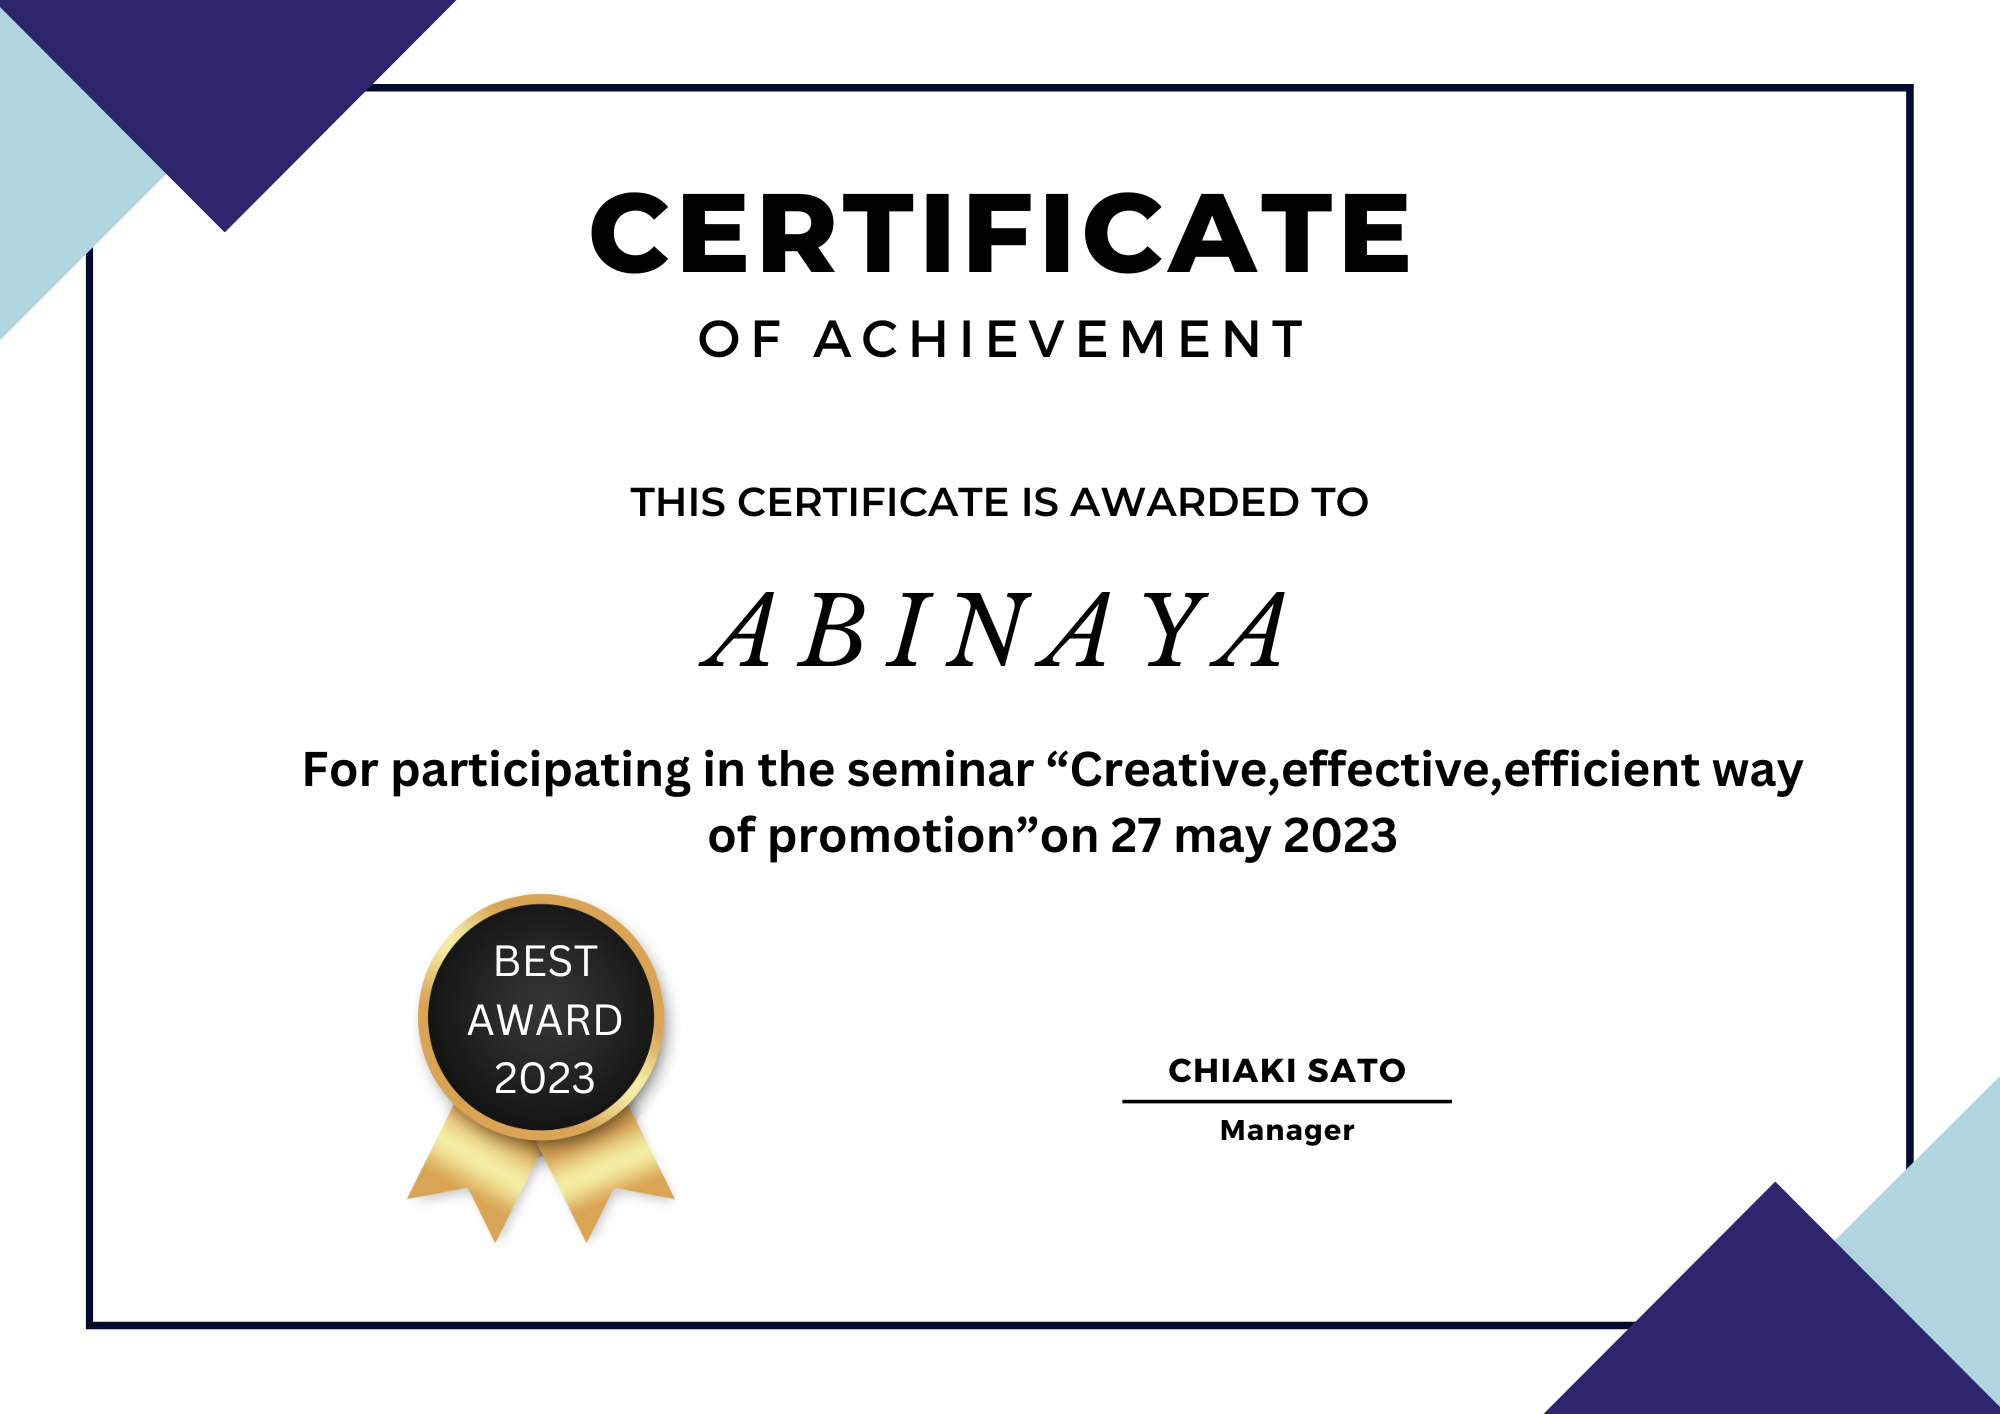 CERTIFICATE
OF ACHIEVEMENT
THIS CERTIFICATE IS AWARDED TO
ABINAYA
For participating in the seminar “Creative,effective,efficient way
of promotion”on 27 may 2023
BEST
AWARD
2023
CHIAKI SATO
Manager